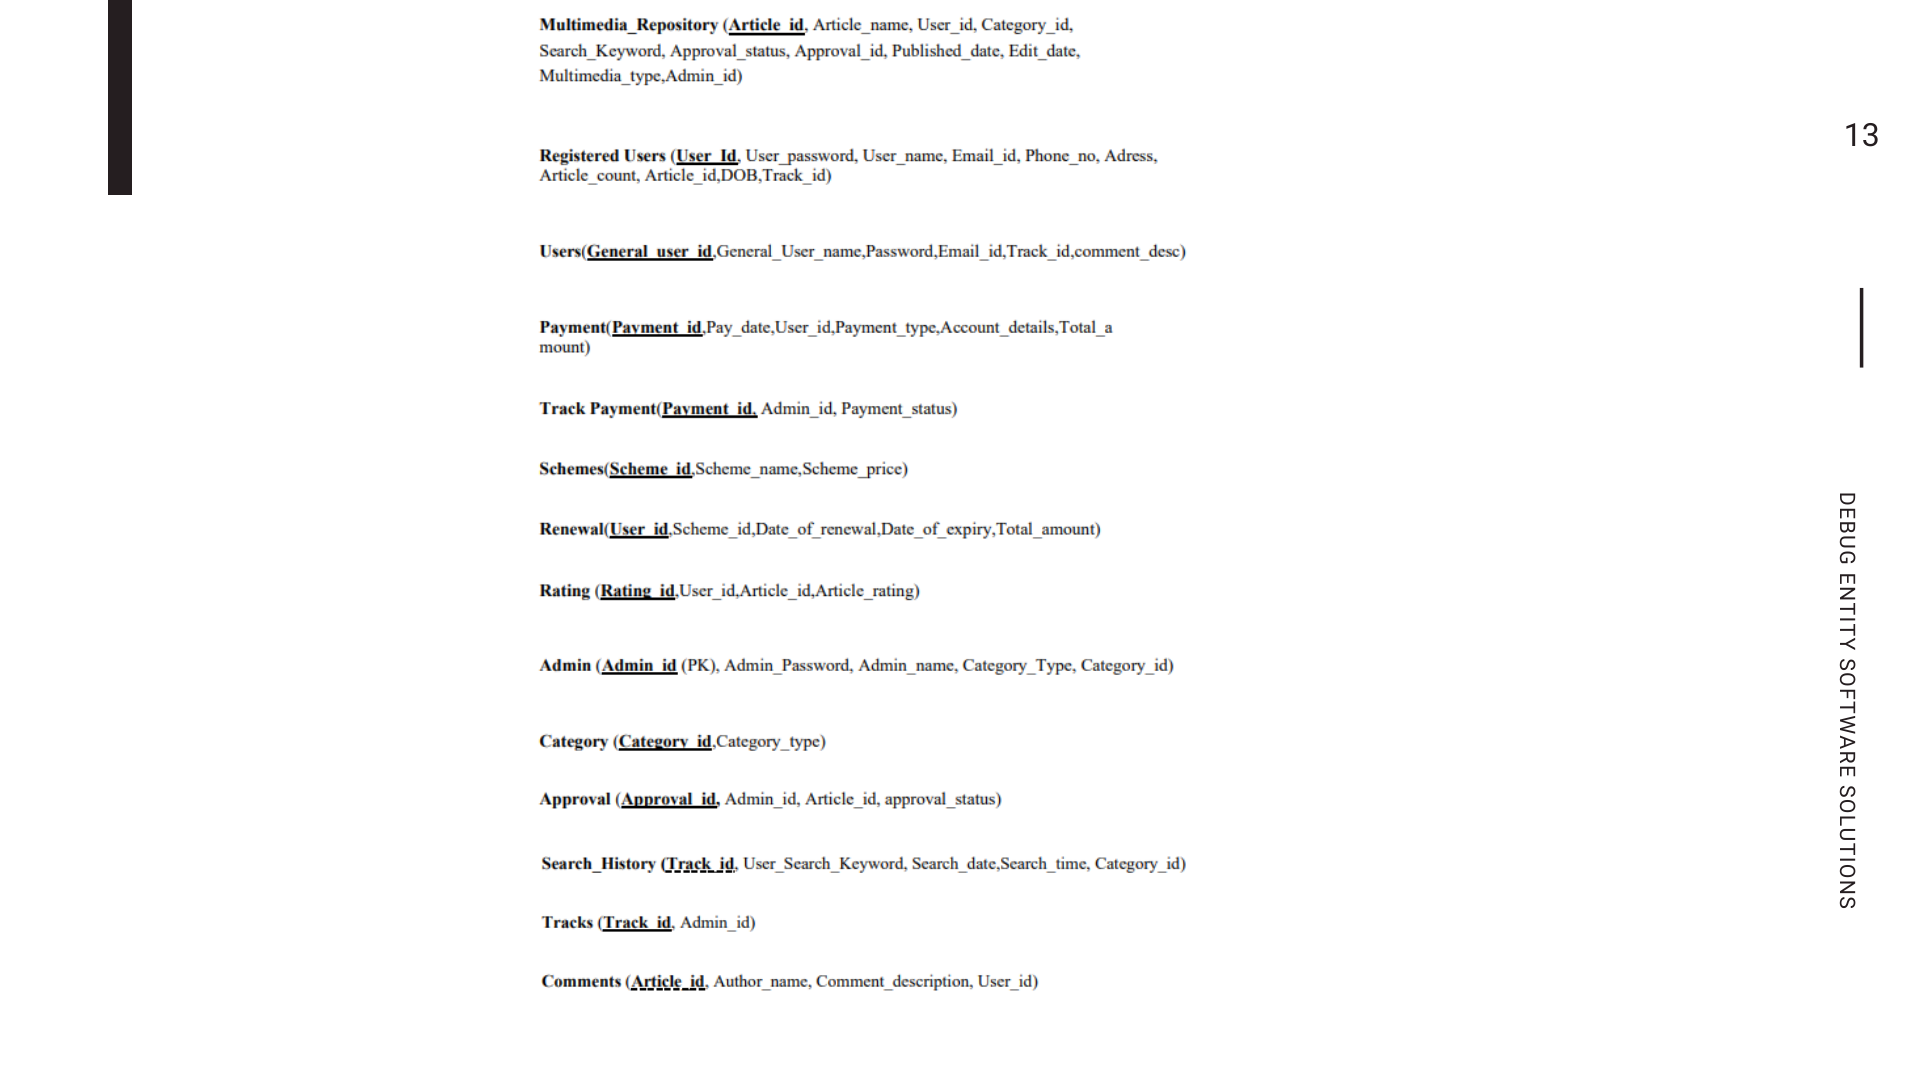 Multimedia_Repository (Article_id, Article_name, User_id, Category_id,
Search_Keyword, Approval_status, Approval_id, Published_date, Edit_date,
Multimedia_type,Admin_id)
Registered Users (User_Id, User_password, User_name, Email_id, Phone_no, Adress,
Article_count, Article_id,DOB,Track_id)
Users(General_user_id,General_User_name,Password,Email_id,Track_id,comment_desc)
Payment(Payment_id,Pay_date,User_id,Payment_type,Account_details,Total_a
mount)
Track Payment(Payment_id, Admin_id, Payment_status)
Schemes(Scheme_id,Scheme_name,Scheme_price)
Renewal(User_id,Scheme_id,Date_of_renewal,Date_of_expiry,Total_amount)
Rating (Rating_id,User_id,Article_id,Article_rating)
Admin (Admin_id (PK), Admin_Password, Admin_name, Category_Type, Category_id)
Category (Category_id,Category_type)
Approval (Approval_id, Admin_id, Article_id, approval_status)
Search_History (Track_id, User_Search_Keyword, Search_date,Search_time, Category_id)
Tracks (Track_id, Admin_id)
Comments (Article_id, Author_name, Comment_description, User_id)
13
DEBUG ENTITY SOFTWARE SOLUTIONS